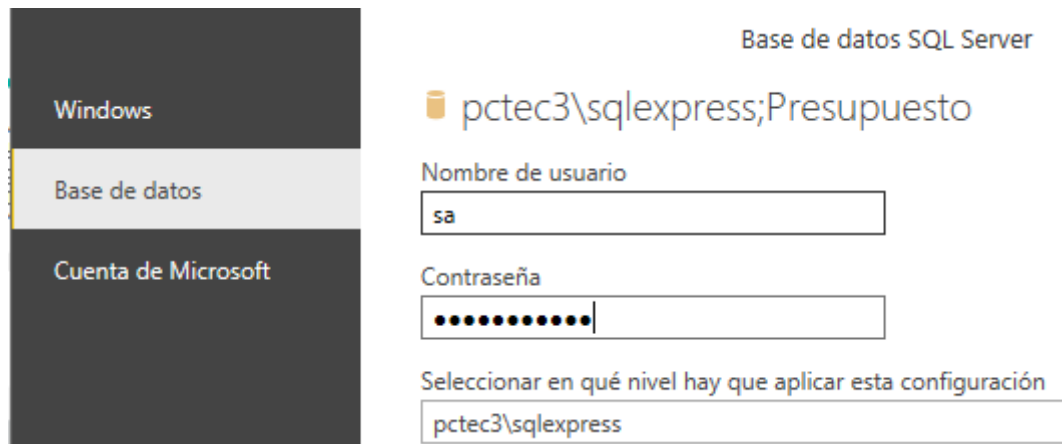 Base de datos SQL Server
Windows
Base de datos
Cuenta de Microsoft
pctec3\sqlexpress;Presupuesto
Nombre de usuario
sa
Contraseña
●●●●●●●●●●●
Seleccionar en qué nivel hay que aplicar esta configuración
pctec3\sqlexpress